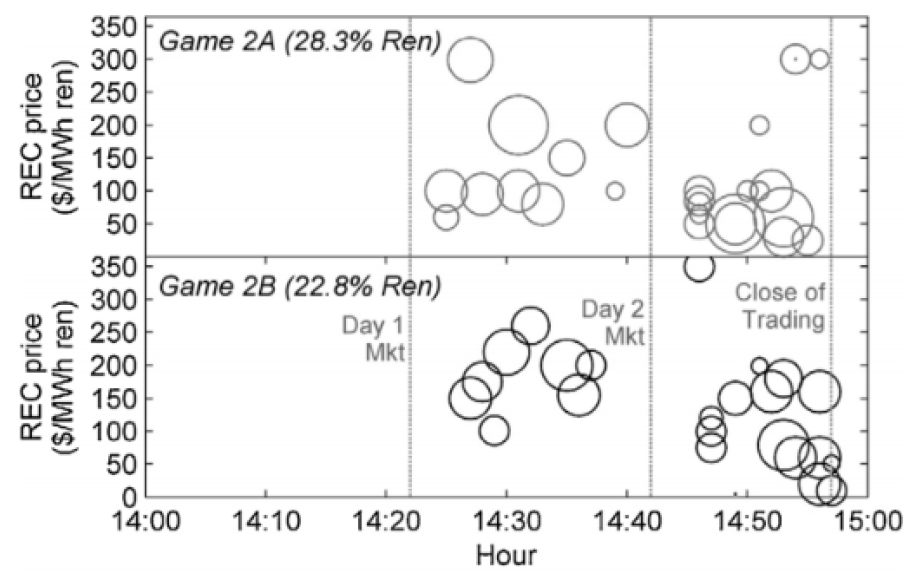 REC price
($/MWh ren)
350
300
250
200
150
100
50
Game 2A (28.3% Ren)
REC price
($/MWh ren)
350
300
250
200
150
100
50
0
Game 2B (22.8% Ren)
Day 1
Mkt
Day 2
Mkt
Close of
Trading
14:00 14:10 14:20 14:30 14:40 14:50 15:00
Hour